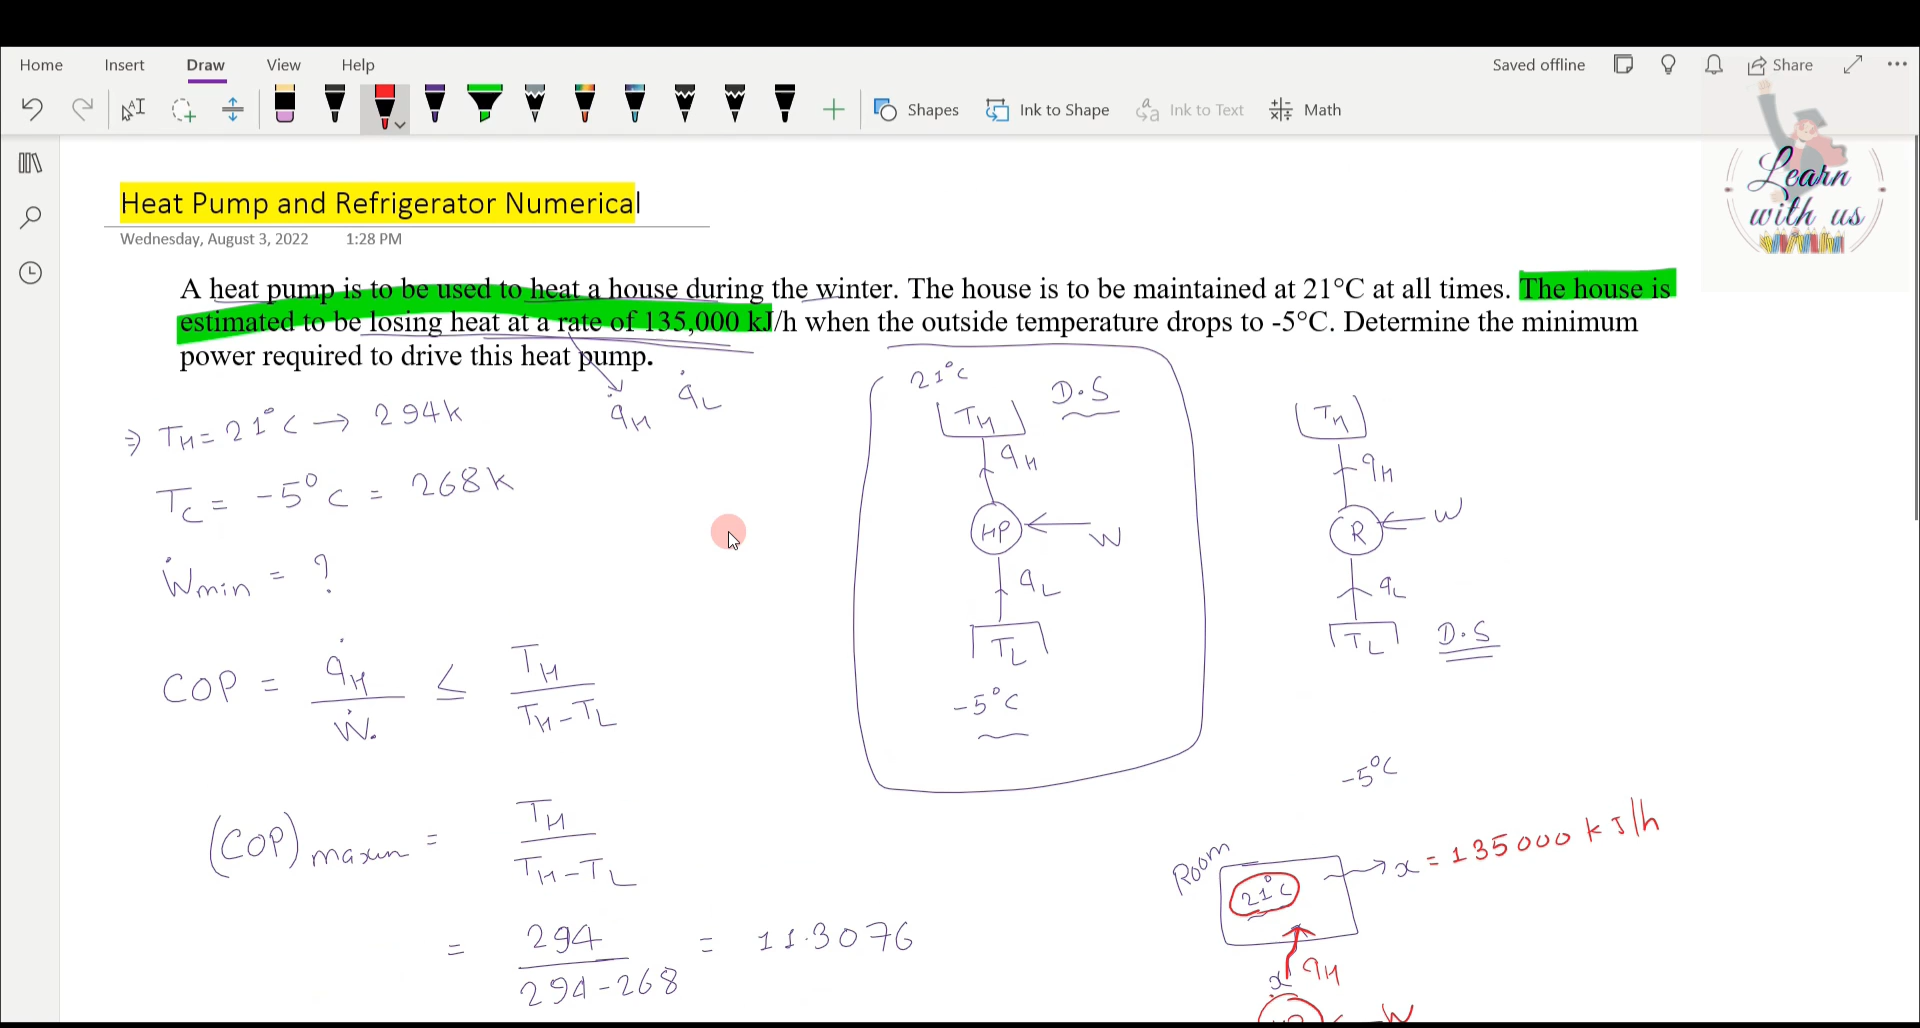 Home Insert Draw View Help Saved offline Share
Shapes Ink to Shape Ink to Text Math
Learn
with us
Heat Pump and Refrigerator Numerical
Wednesday, August 3, 2022 1:28 PM
A heat pump is to be used to heat a house during the winter. The house is to be maintained at 21°C at all times. The house is
estimated to be losing heat at a rate of 135,000 kJ/h when the outside temperature drops to -5°C. Determine the minimum
power required to drive this heat pump.
q̇H q̇L
⇒ TH = 21°C → 294k
TC = -5°C = 268k
Ẇmin = ?
COP = q̇H / Ẇ. ≤ TH / TH-TL
(COP) maxm = TH / TH-TL
= 294 / 294-268 = 11.3076
21°C D.S
TH
qH
HP W
qL
TL
-5°C
TH
qH
R W
qL
TL D.S
-5°C
Room 21°C → x = 135000 kJ/h
x qH
W